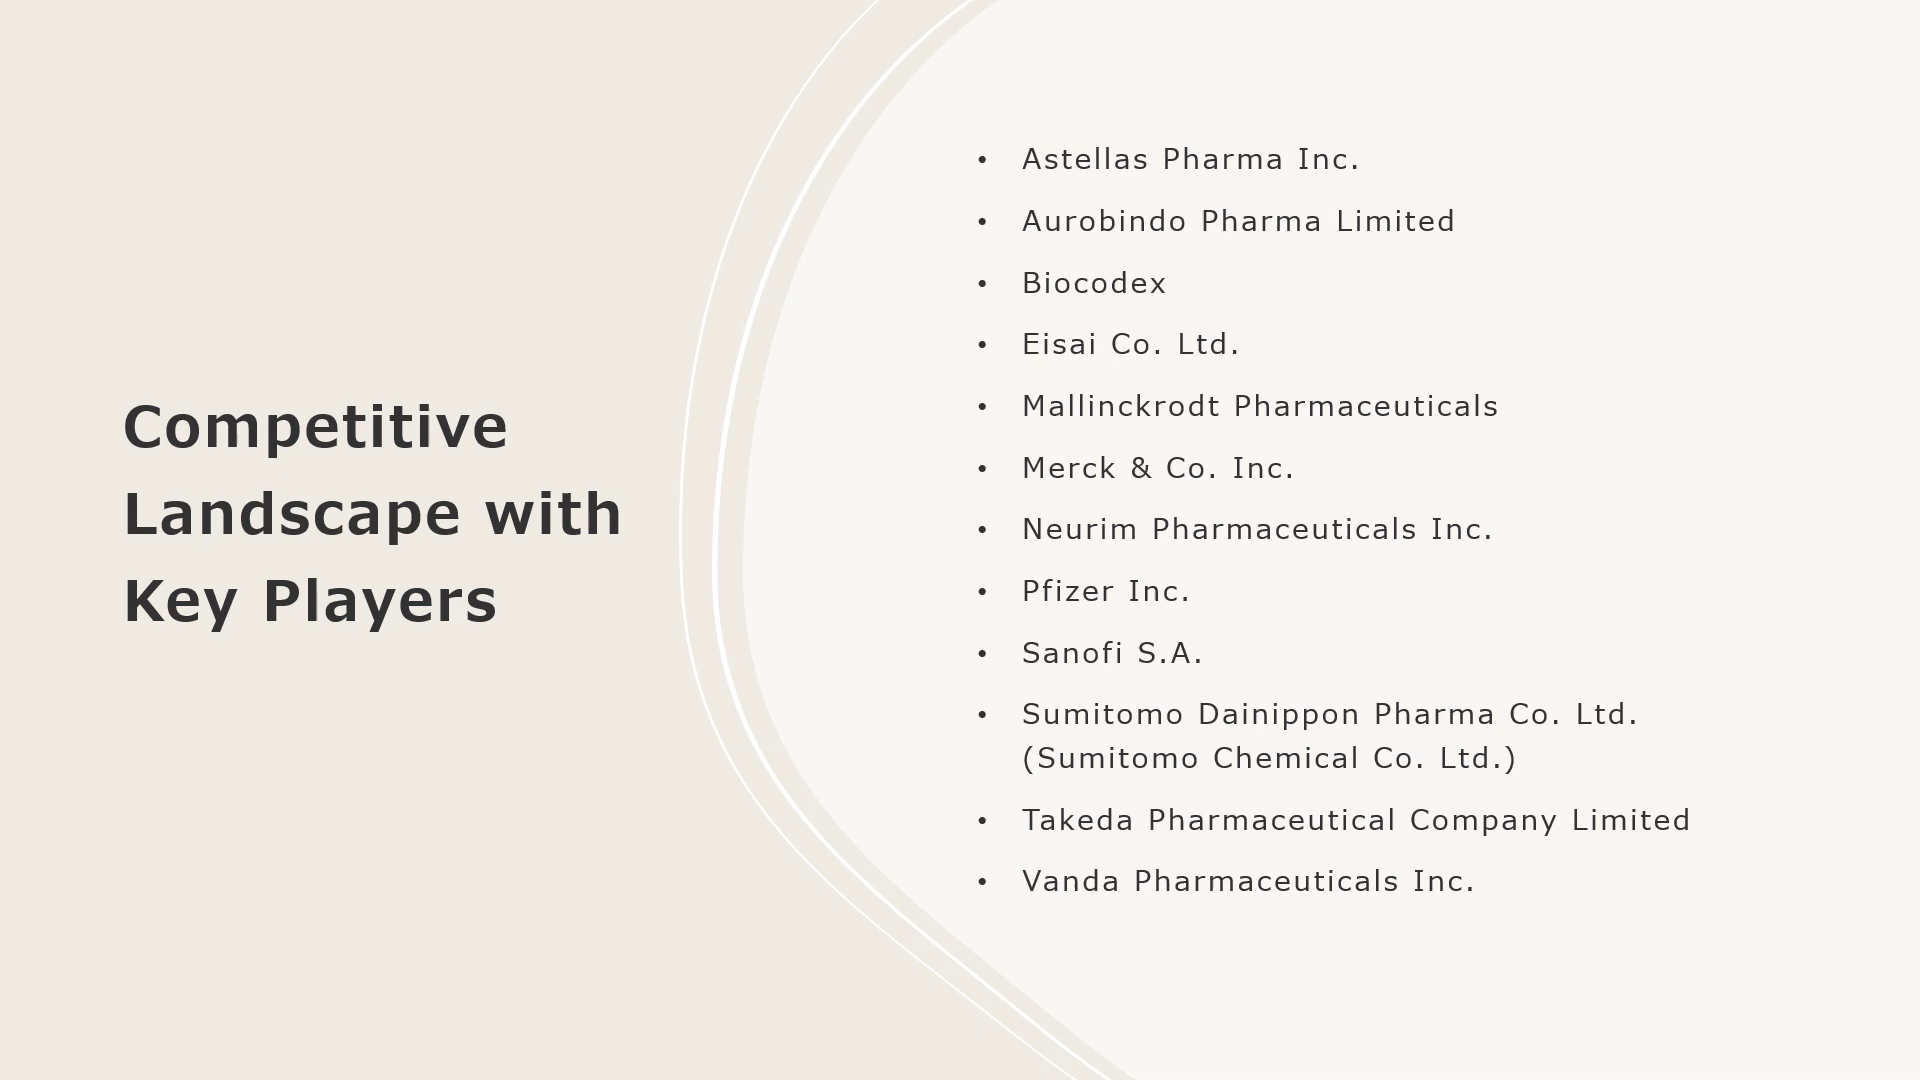 Competitive
Landscape with
Key Players
• Astellas Pharma Inc.
• Aurobindo Pharma Limited
• Biocodex
• Eisai Co. Ltd.
• Mallinckrodt Pharmaceuticals
• Merck & Co. Inc.
• Neurim Pharmaceuticals Inc.
• Pfizer Inc.
• Sanofi S.A.
• Sumitomo Dainippon Pharma Co. Ltd.
(Sumitomo Chemical Co. Ltd.)
• Takeda Pharmaceutical Company Limited
• Vanda Pharmaceuticals Inc.